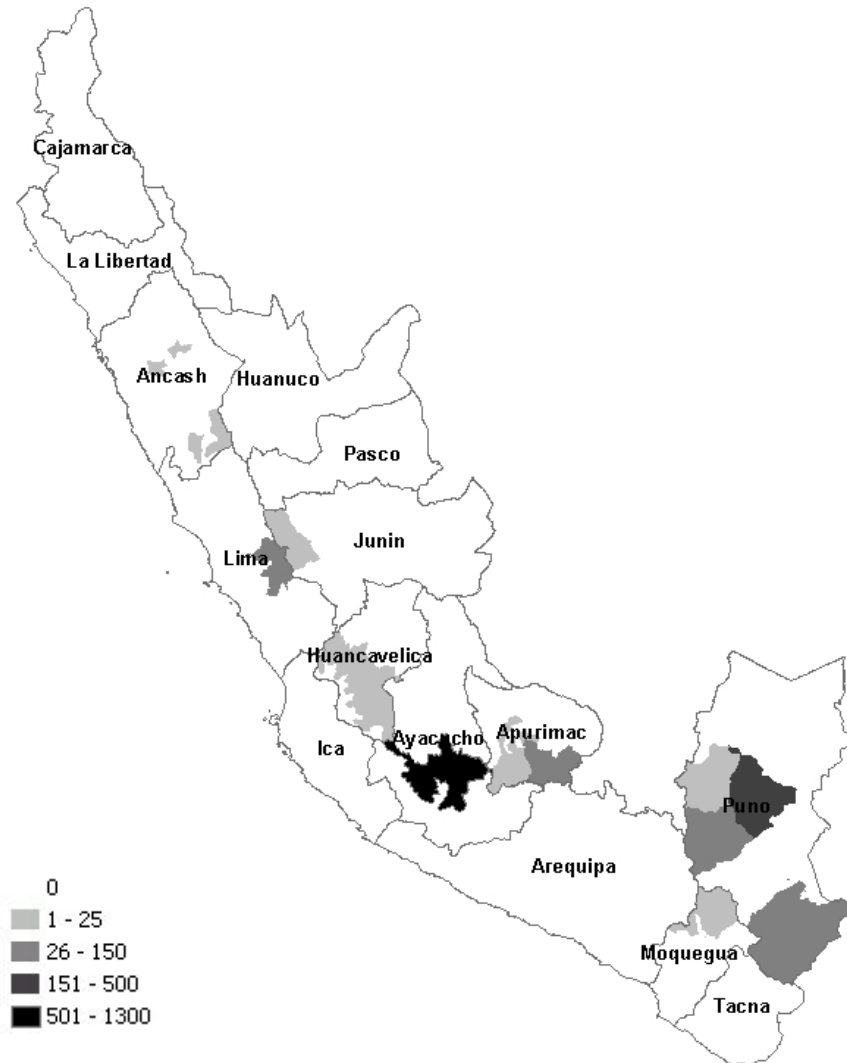 Cajamarca
La Libertad
Ancash
Huanuco
Pasco
Lima
Junin
Huancavelica
Ica
Ayacucho
Apurimac
Puno
Arequipa
Moquegua
Tacna
0
1 - 25
26 - 150
151 - 500
501 - 1300